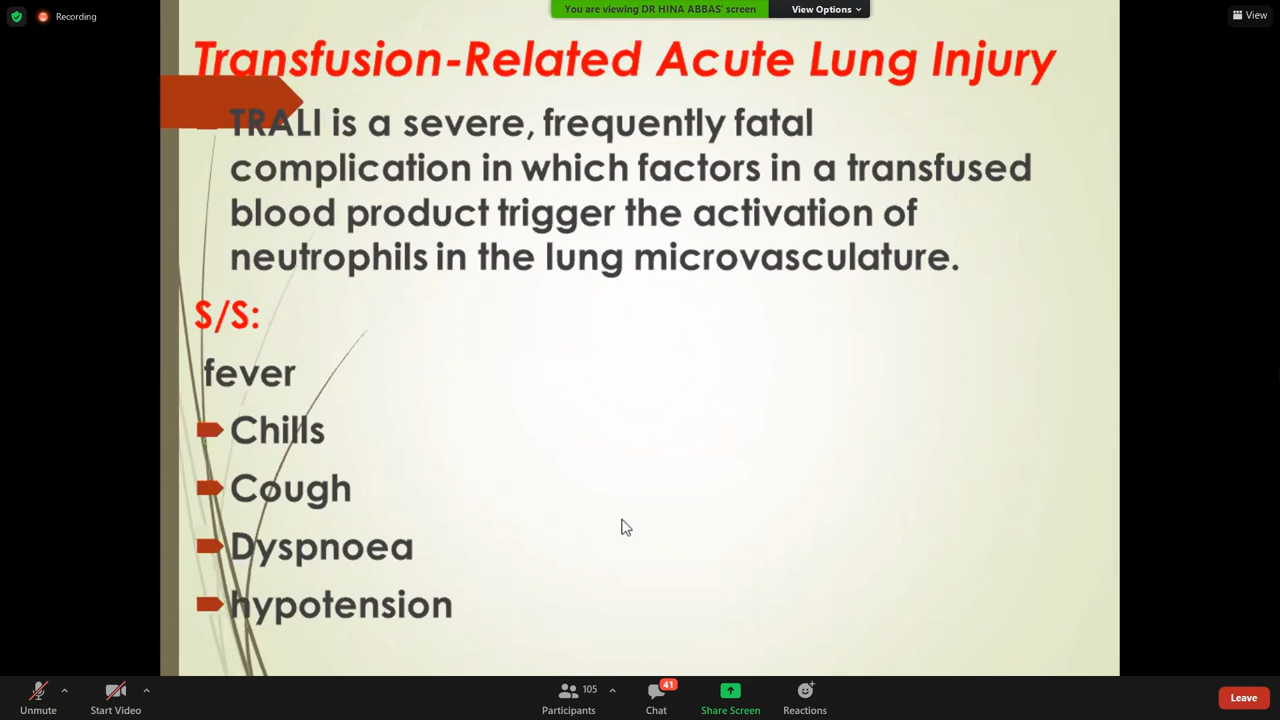 Recording
You are viewing DR HINA ABBAS' screen
View Options
View
Transfusion-Related Acute Lung Injury
TRALI is a severe, frequently fatal
complication in which factors in a transfused
blood product trigger the activation of
neutrophils in the lung microvasculature.
S/S:
fever
Chills
Cough
Dyspnoea
hypotension
Unmute
Start Video
105
Participants
41
Chat
Share Screen
Reactions
Leave